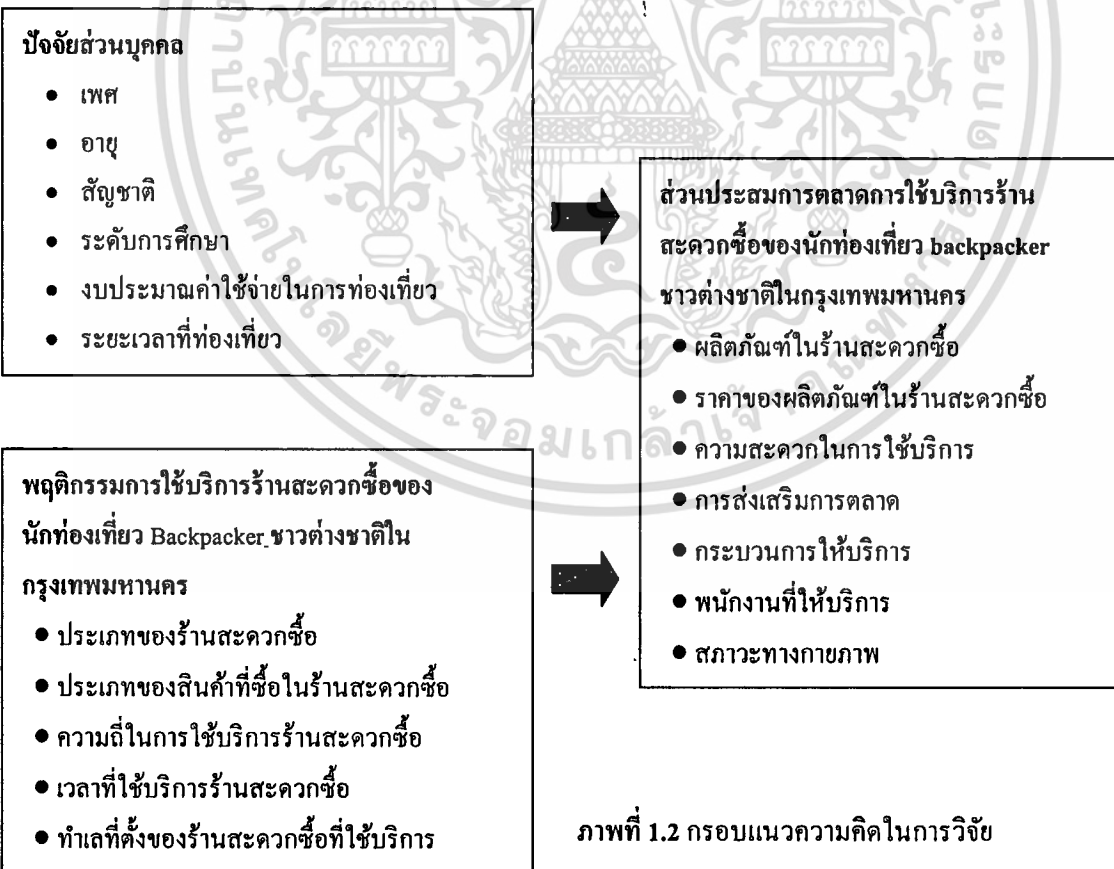 ปัจจัยส่วนบุคคล
● เพศ
● อายุ
● สัญชาติ
● ระดับการศึกษา
● งบประมาณค่าใช้จ่ายในการท่องเที่ยว
● ระยะเวลาที่ท่องเที่ยว
พฤติกรรมการใช้บริการร้านสะดวกซื้อของ
นักท่องเที่ยว Backpacker ชาวต่างชาติใน
กรุงเทพมหานคร
● ประเภทของร้านสะดวกซื้อ
● ประเภทของสินค้าที่ซื้อในร้านสะดวกซื้อ
● ความถี่ในการใช้บริการร้านสะดวกซื้อ
● เวลาที่ใช้บริการร้านสะดวกซื้อ
● ทำเลที่ตั้งของร้านสะดวกซื้อที่ใช้บริการ
ส่วนประสมการตลาดการใช้บริการร้าน
สะดวกซื้อของนักท่องเที่ยว backpacker
ชาวต่างชาติในกรุงเทพมหานคร
● ผลิตภัณฑ์ในร้านสะดวกซื้อ
● ราคาของผลิตภัณฑ์ในร้านสะดวกซื้อ
● ความสะดวกในการใช้บริการ
● การส่งเสริมการตลาด
● กระบวนการให้บริการ
● พนักงานที่ให้บริการ
● สภาวะทางกายภาพ
ภาพที่ 1.2 กรอบแนวความคิดในการวิจัย